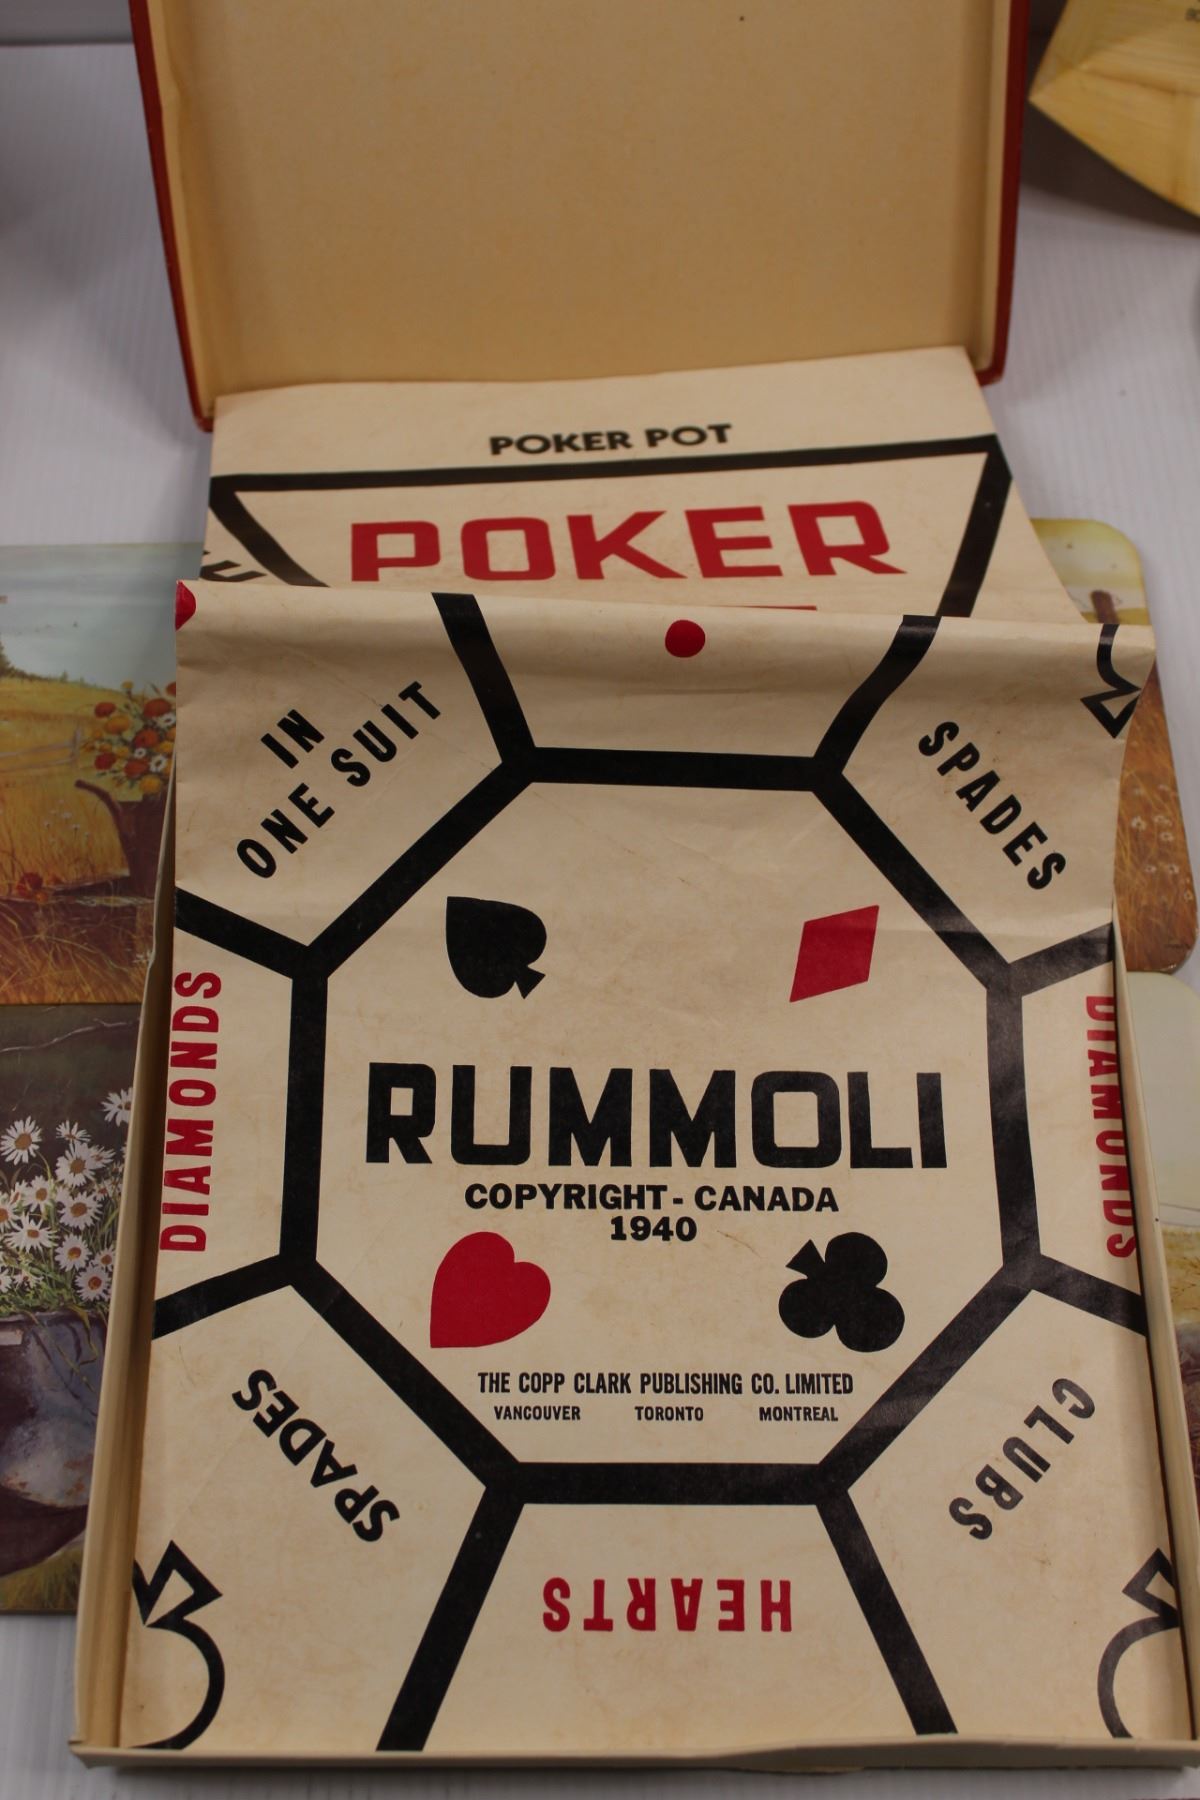 POKER POT
POKER
IN
ONE SUIT
SPADES
DIAMONDS
DIAMONDS
RUMMOLI
COPYRIGHT - CANADA
1940
THE COPP CLARK PUBLISHING CO. LIMITED
VANCOUVER TORONTO MONTREAL
SPADES
CLUBS
HEARTS